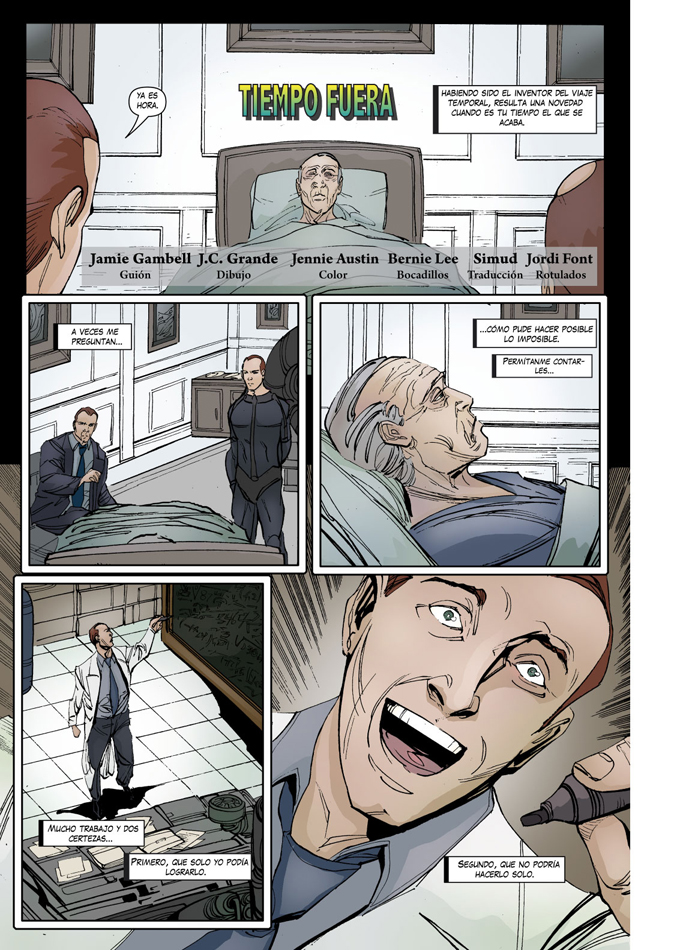 YA ES
HORA.
TIEMPO FUERA
HABIENDO SIDO EL INVENTOR DEL VIAJE
TEMPORAL, RESULTA UNA NOVEDAD
CUANDO ES TU TIEMPO EL QUE SE
ACABA.
Jamie Gambell J.C. Grande Jennie Austin Bernie Lee Simud Jordi Font
Guión Dibujo Color Bocadillos Traducción Rotulados
A VECES ME
PREGUNTAN...
...CÓMO PUDE HACER POSIBLE
LO IMPOSIBLE.
PERMÍTANME CONTAR-
LES...
MUCHO TRABAJO Y DOS
CERTEZAS...
PRIMERO, QUE SOLO YO PODÍA
LOGRARLO.
SEGUNDO, QUE NO PODRÍA
HACERLO SOLO.